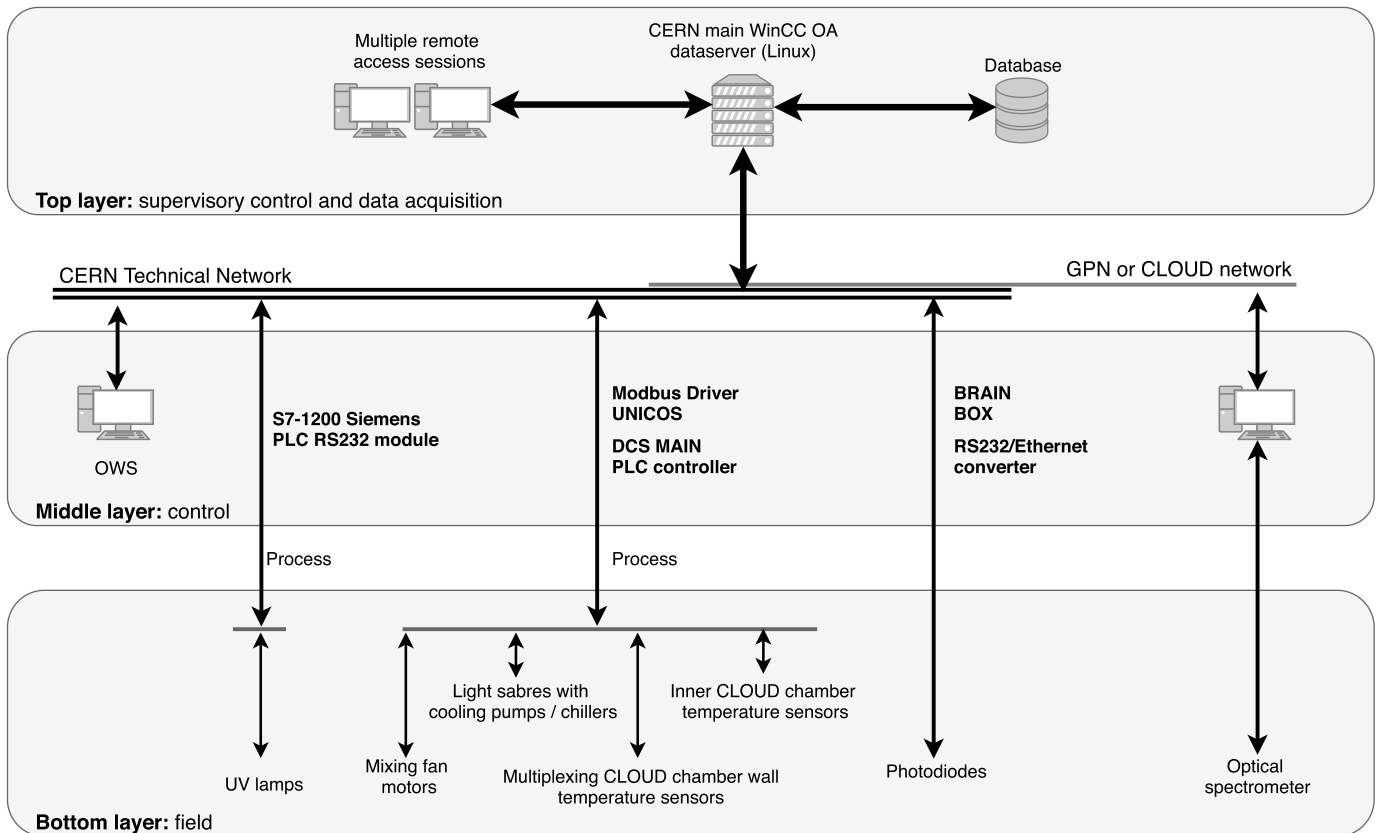 Multiple remote
access sessions
CERN main WinCC OA
dataserver (Linux)
Database
Top layer: supervisory control and data acquisition
CERN Technical Network
GPN or CLOUD network
OWS
S7-1200 Siemens
PLC RS232 module
Modbus Driver
UNICOS
DCS MAIN
PLC controller
BRAIN
BOX
RS232/Ethernet
converter
Middle layer: control
Process
Process
Light sabres with
cooling pumps / chillers
Inner CLOUD chamber
temperature sensors
UV lamps
Mixing fan
motors
Multiplexing CLOUD chamber wall
temperature sensors
Photodiodes
Optical
spectrometer
Bottom layer: field